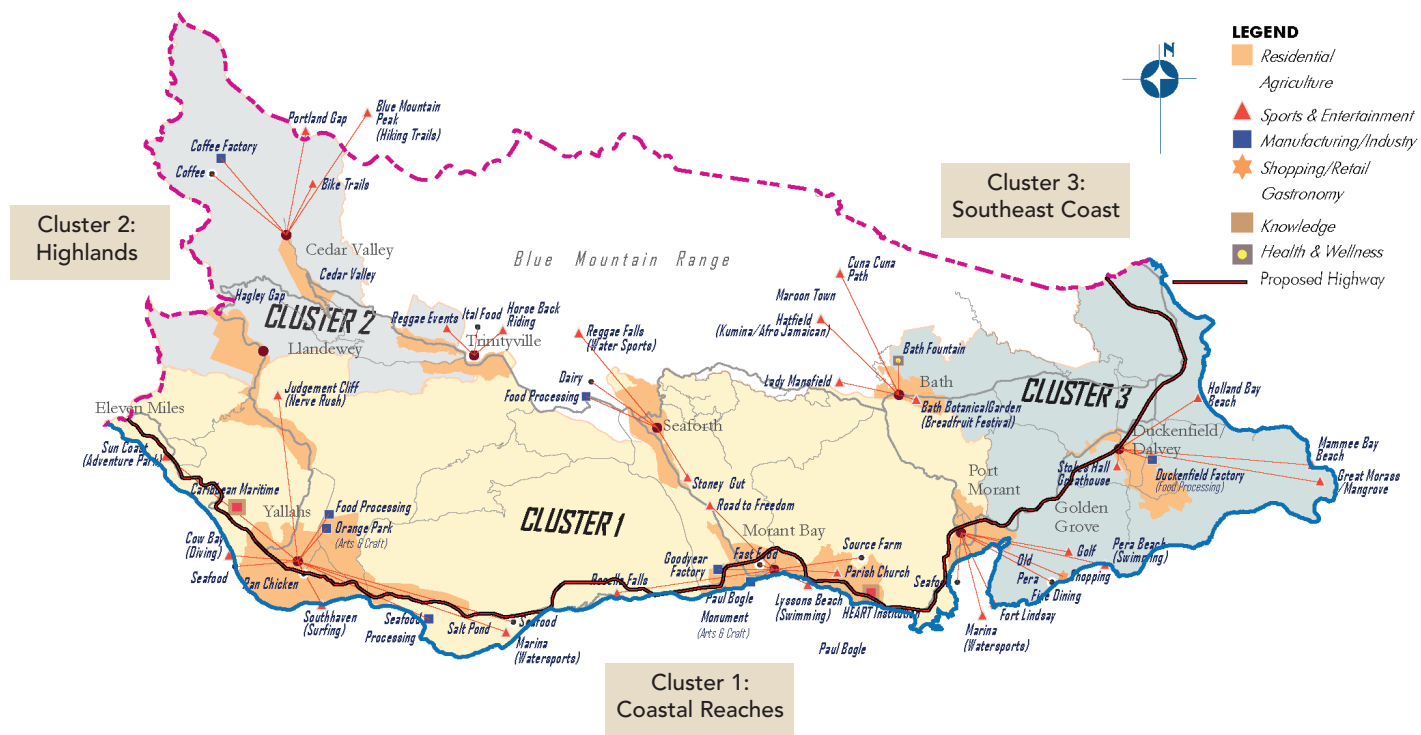 N
LEGEND
Residential
Agriculture
Sports & Entertainment
Manufacturing/Industry
Shopping/Retail
Gastronomy
Knowledge
Health & Wellness
Proposed Highway
Cluster 2:
Highlands
Cluster 3:
Southeast Coast
Cluster 1:
Coastal Reaches
Blue Mountain Range
CLUSTER 2
CLUSTER 1
CLUSTER 3
Portland Gap
Blue Mountain
Peak
(Hiking Trails)
Coffee Factory
Coffee
Bike Trails
Cedar Valley
Cedar Valley
Hagley Gap
Llandewey
Reggae Events
Ital Food
Horse Back
Riding
Trinityville
Reggae Falls
(Water Sports)
Dairy
Food Processing
Seaforth
Stoney Gut
Road to Freedom
Judgement Cliff
(Nerve Rush)
Eleven Miles
Sun Coast
(Adventure Park)
Caribbean Maritime
Yallahs
Food Processing
Orange Park
(Arts & Craft)
Cow Bay
(Diving)
Seafood
Pan Chicken
Southhaven
(Surfing)
Seafood
Processing
Salt Pond
Seafood
Marina
(Watersports)
Roselle Falls
Goodyear
Factory
Morant Bay
Fast Food
Source Farm
Parish Church
Paul Bogle
Monument
(Arts & Craft)
Lyssons Beach
(Swimming)
HEART Institution
Paul Bogle
Cuna Cuna
Path
Maroon Town
Hatfield
(Kumina/Afro Jamaican)
Bath Fountain
Lady Mansfield
Bath
Bath BotanicalGarden
(Breadfruit Festival)
Holland Bay
Beach
Duckenfield/
Dalvey
Stokes Hall
Greathouse
Duckenfield Factory
(Food Processing)
Mammee Bay
Beach
Great Morass
/Mangrove
Port
Morant
Golden
Grove
Golf
Pera Beach
(Swimming)
Old
Pera
Shopping
Fine Dining
Fort Lindsay
Seafood
Marina
(Watersports)